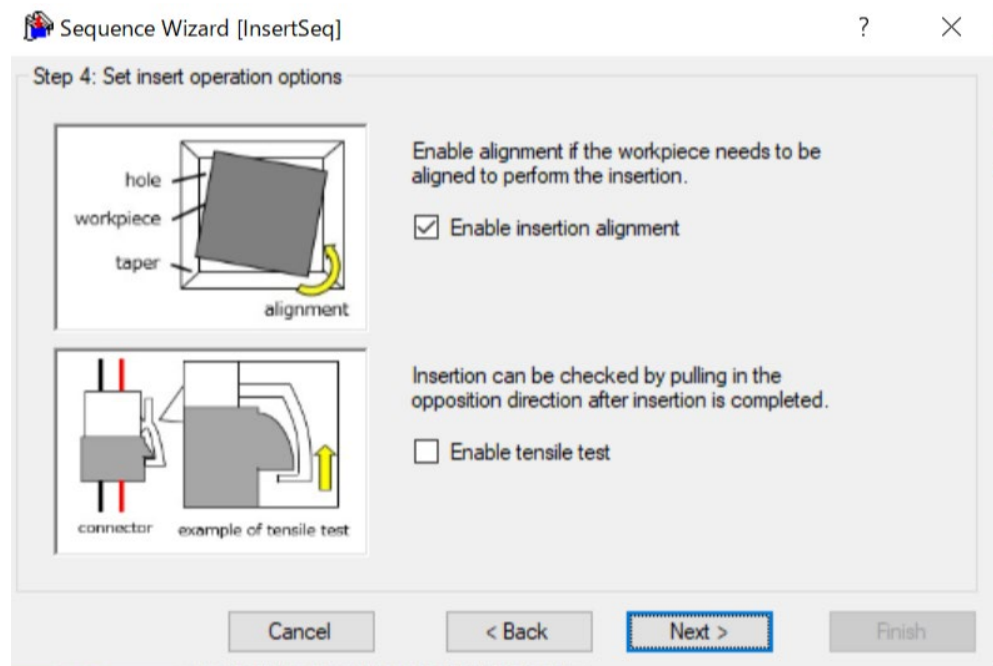 Sequence Wizard [InsertSeq]
?
Step 4: Set insert operation options
hole
workpiece
taper
alignment
Enable alignment if the workpiece needs to be
aligned to perform the insertion.
Enable insertion alignment
connector
example of tensile test
Insertion can be checked by pulling in the
opposition direction after insertion is completed.
Enable tensile test
Cancel
< Back
Next >
Finish